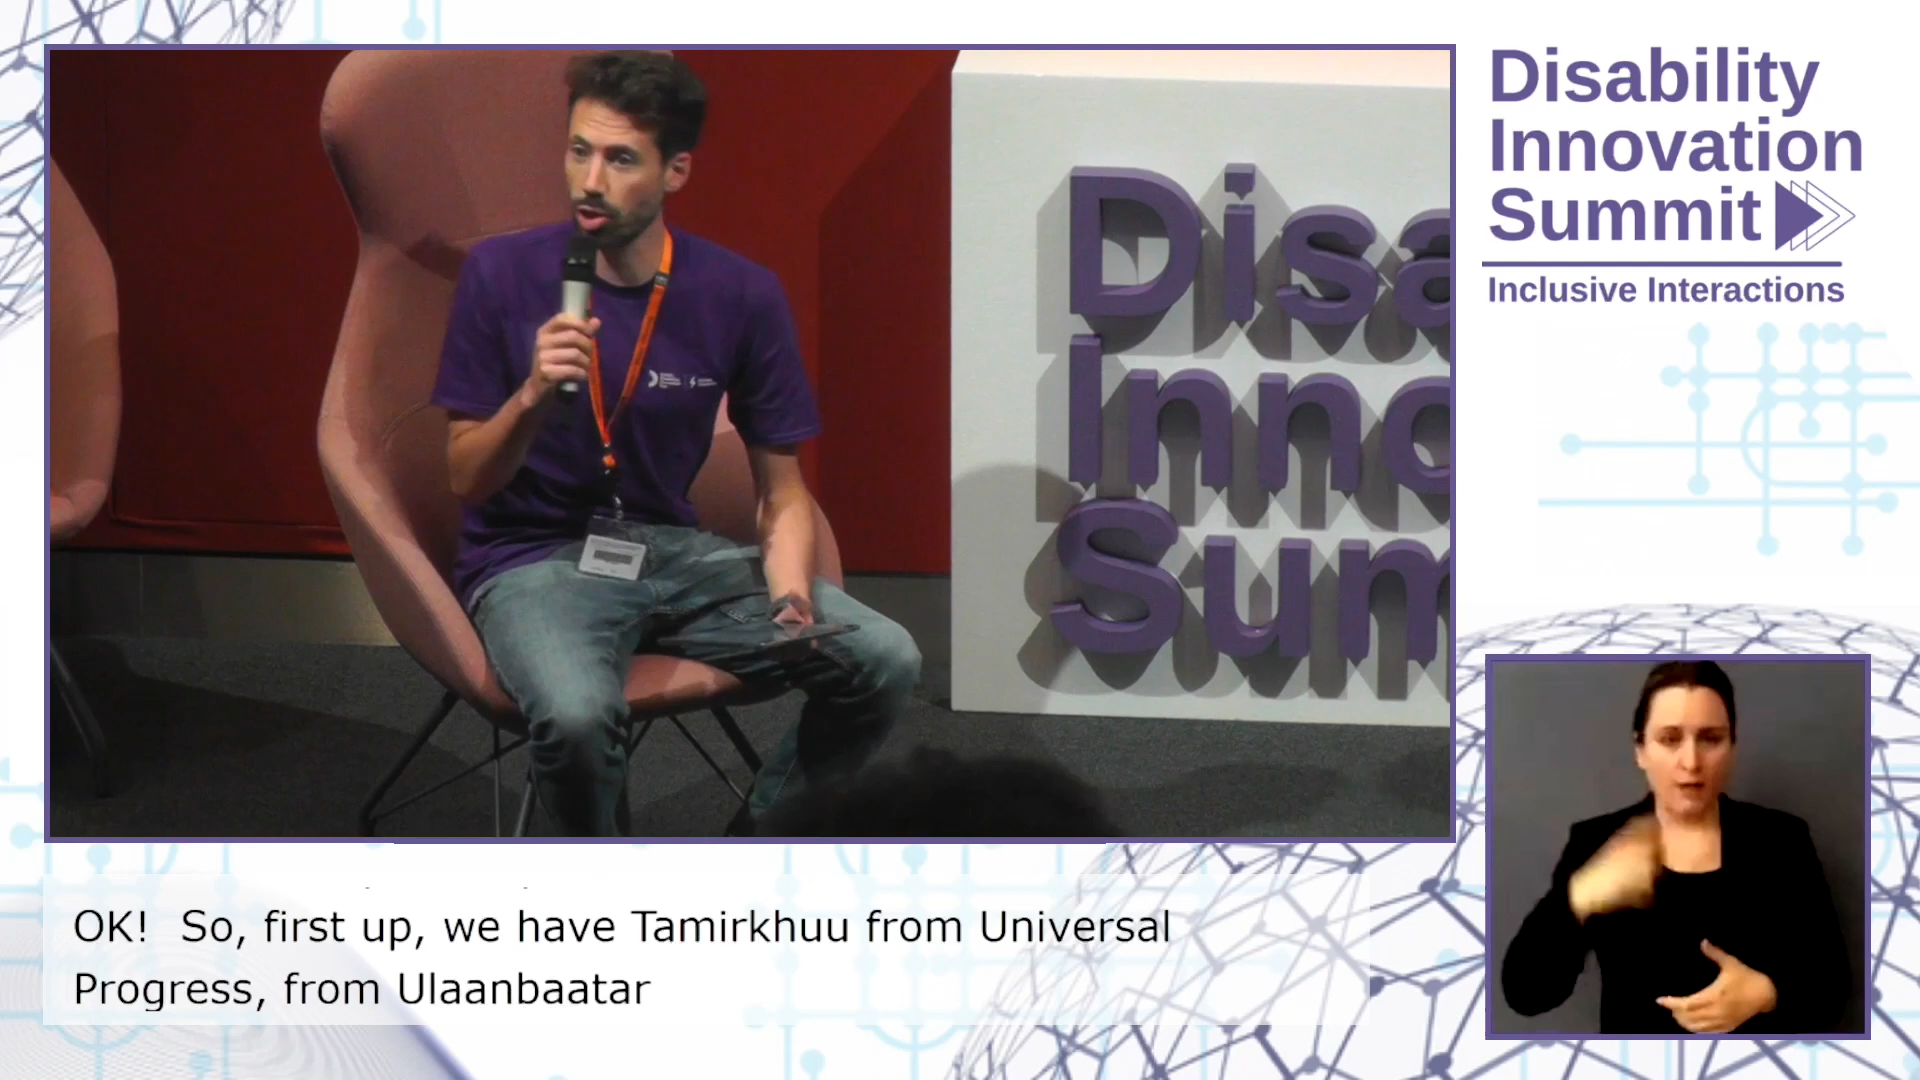 Disability
Innovation
Summit
Inclusive Interactions
Disa
Inno
Sum
OK!  So, first up, we have Tamirkhuu from Universal
Progress, from Ulaanbaatar